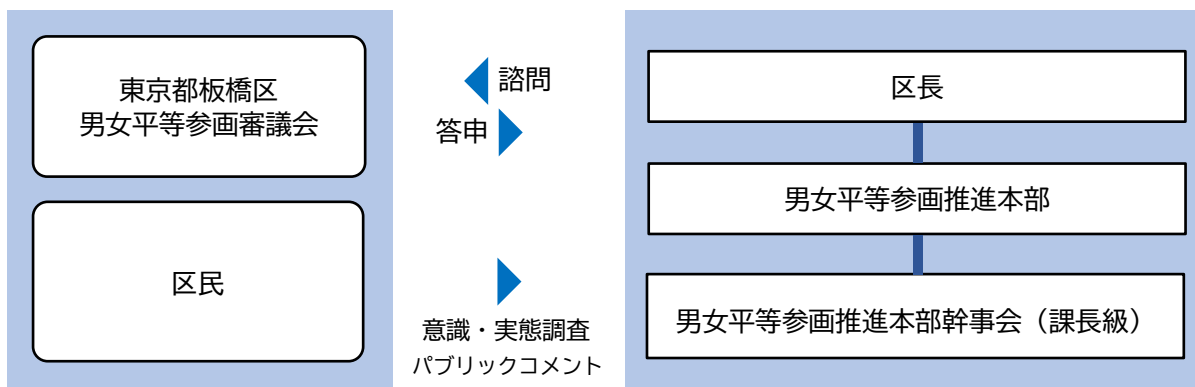 東京都板橋区
男女平等参画審議会
区民
諮問
答申
意識・実態調査
パブリックコメント
区長
男女平等参画推進本部
男女平等参画推進本部幹事会（課長級）